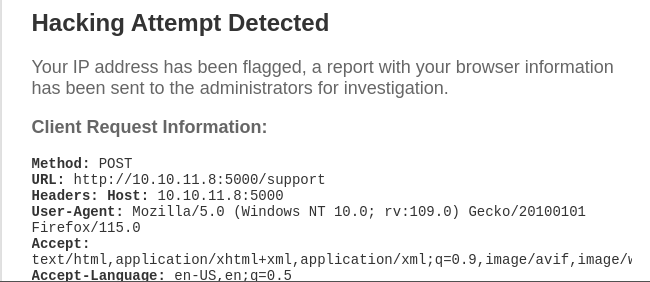 Hacking Attempt Detected
Your IP address has been flagged, a report with your browser information
has been sent to the administrators for investigation.
Client Request Information:
Method: POST
URL: http://10.10.11.8:5000/support
Headers: Host: 10.10.11.8:5000
User-Agent: Mozilla/5.0 (Windows NT 10.0; rv:109.0) Gecko/20100101
Firefox/115.0
Accept:
text/html,application/xhtml+xml,application/xml;q=0.9,image/avif,image/w
Accept-Language: en-US,en;q=0.5